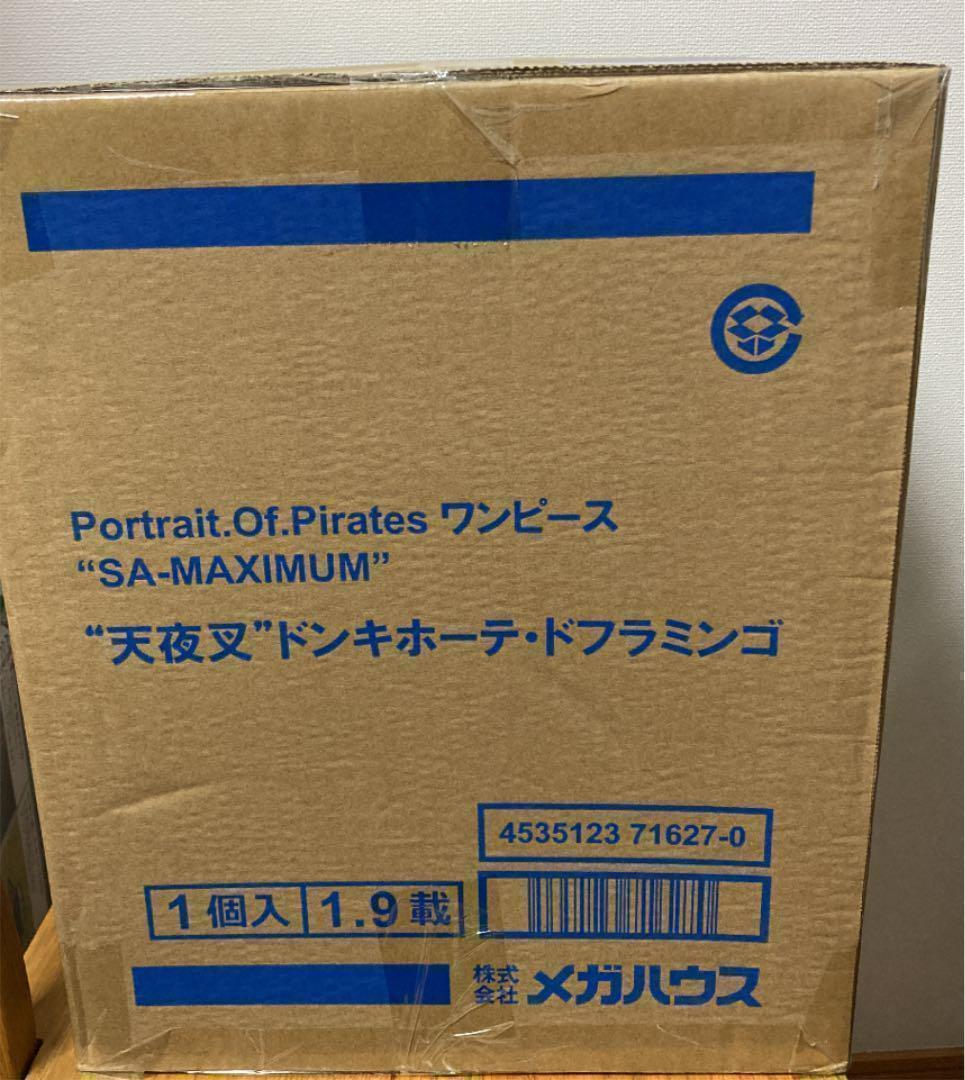 Portrait.Of.Pirates ワンピース
“SA-MAXIMUM”
“天夜叉”ドンキホーテ・ドフラミンゴ
4535123 71627-0
1個入 1.9載
株式会社 メガハウス